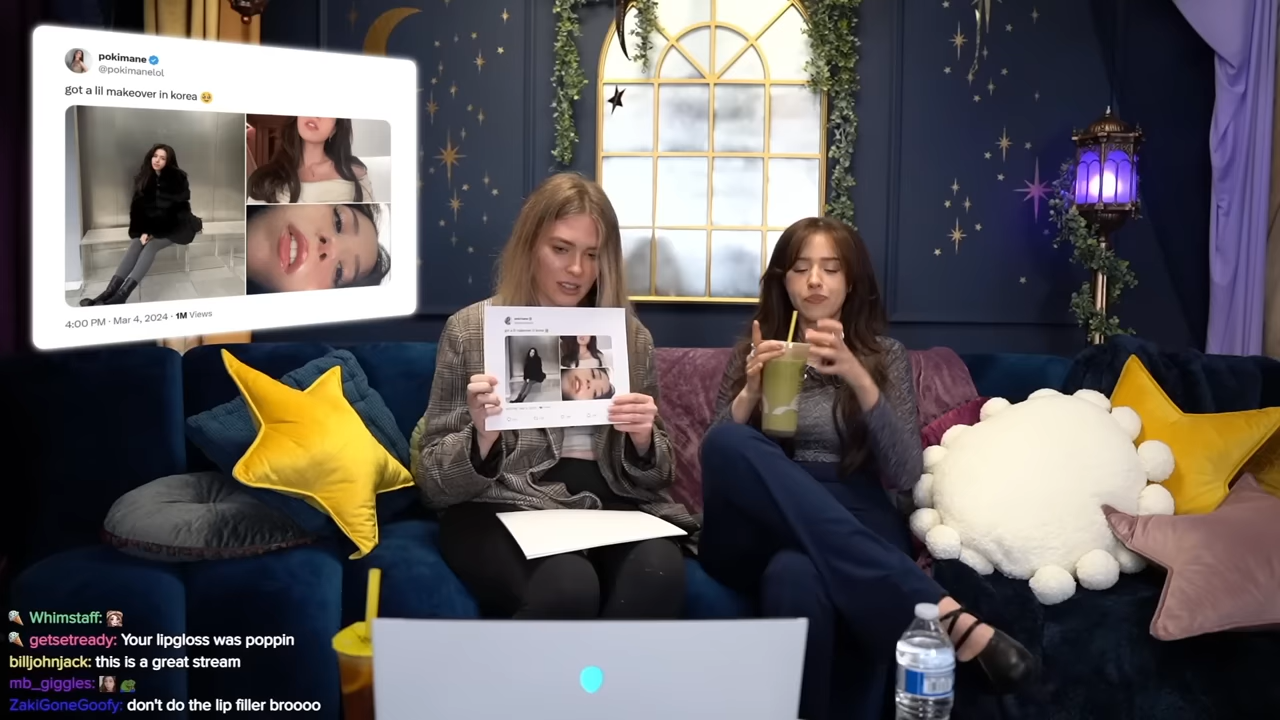 pokimane
@pokimanelol
got a lil makeover in korea 🥹
4:00 PM · Mar 4, 2024 · 1M Views
Whimstaff:
getsetready: Your lipgloss was poppin
billjohnjack: this is a great stream
mb_giggles:
ZakiGoneGoofy: don't do the lip filler broooo